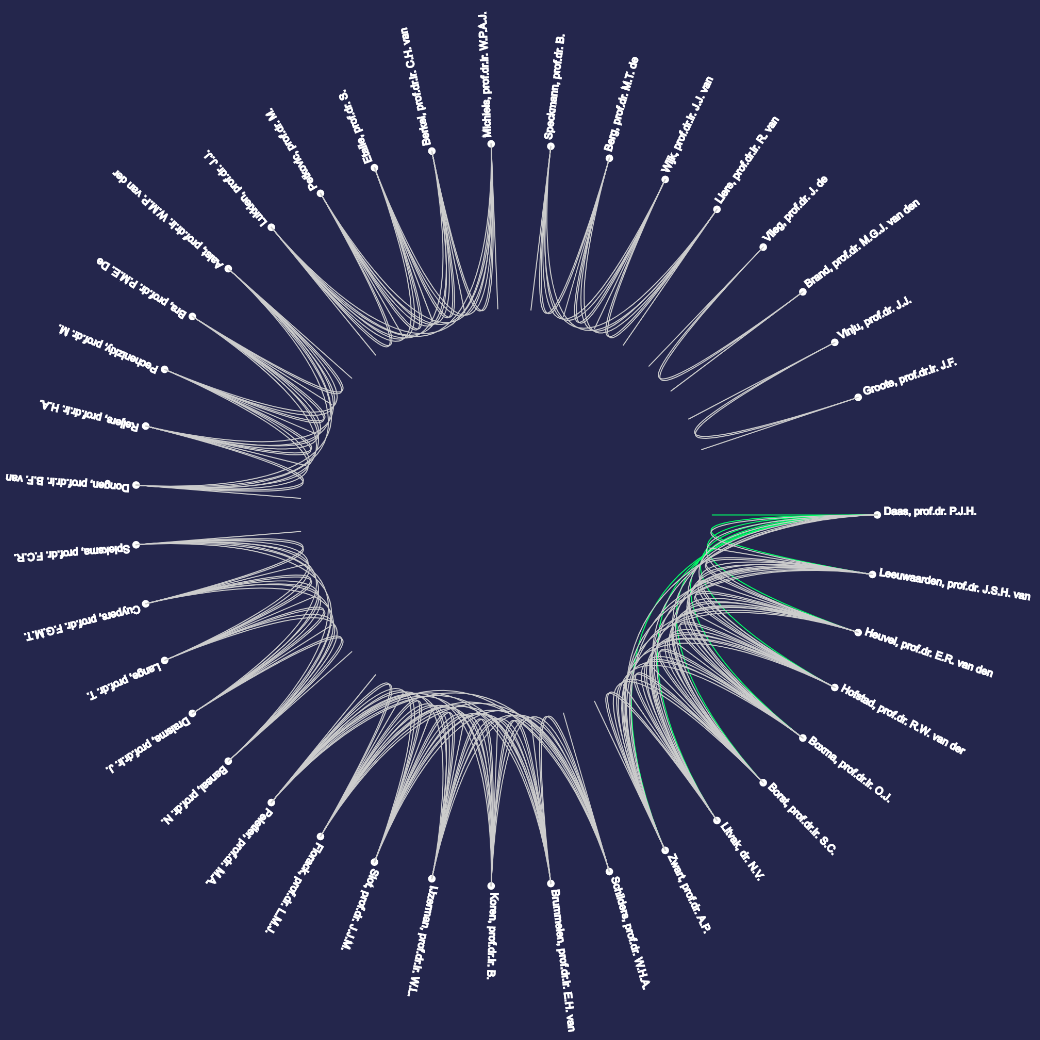 Michiels, prof.dr.ir. W.P.A.J.
Speckmann, prof.dr. B.
Berg, prof.dr. M.T. de
Wijk, prof.dr.ir. J.J. van
Liere, prof.dr.ir. R. van
Vlieg, prof.dr. J. de
Brand, prof.dr. M.G.J. van den
Vinju, prof.dr. J.J.
Groote, prof.dr.ir. J.F.
Daas, prof.dr. P.J.H.
Leeuwaarden, prof.dr. J.S.H. van
Heuvel, prof.dr. E.R. van den
Hofstad, prof.dr. R.W. van der
Boxma, prof.dr.ir. O.J.
Borst, prof.dr.ir. S.C.
Litvak, dr. N.V.
Zwart, prof.dr. A.P.
Schilders, prof.dr. W.H.A.
Brummelen, prof.dr.ir. E.H. van
Koren, prof.dr.ir. B.
IJzerman, prof.dr.ir. W.L.
Slot, prof.dr. J.J.M.
Florack, prof.dr. L.M.J.
Peletier, prof.dr. M.A.
Bansal, prof.dr. N.
Draisma, prof.dr.ir. J.
Lange, prof.dr. T.
Cuypers, prof.dr. F.G.M.T.
Spieksma, prof.dr. F.C.R.
Dongen, prof.dr.ir. B.F. van
Reijers, prof.dr.ir. H.A.
Pechenizkiy, prof.dr. M.
Bra, prof.dr. P.M.E. De
Aalst, prof.dr.ir. W.M.P. van der
Lukkien, prof.dr. J.J.
Petkovic, prof.dr. M.
Etalle, prof.dr. S.
Berkel, prof.dr.ir. C.H. van